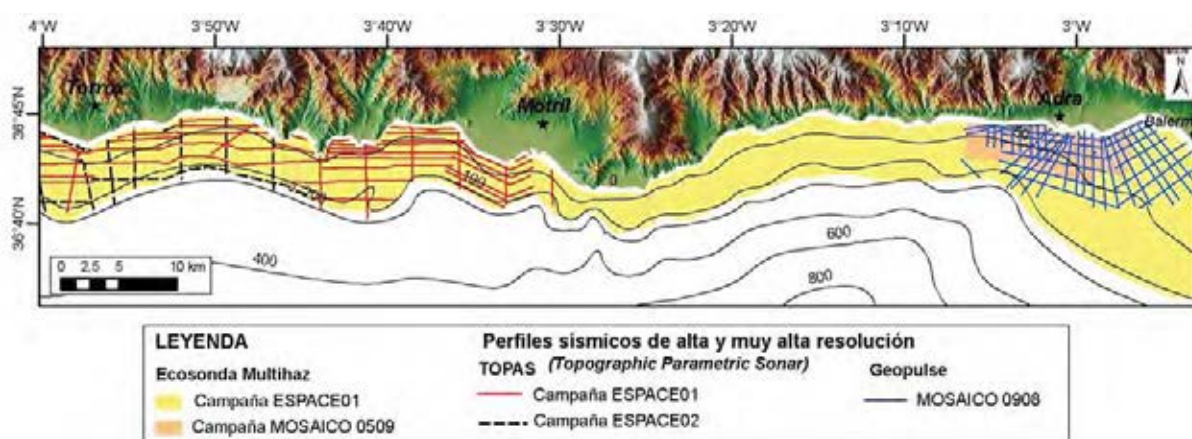 4°W 3°50'W 3°40'W 3°30'W 3°20'W 3°10'W 3°W
N
36°45'N
36°40'N
Torrox
Motril
Adra
Balerm
50
100
0
400
600
800
0 2.5 5 10 km
LEYENDA
Ecosonda Multihaz
Campaña ESPACE01
Campaña MOSAICO 0509
Perfiles sísmicos de alta y muy alta resolución
TOPAS (Topographic Parametric Sonar)
Campaña ESPACE01
Campaña ESPACE02
Geopulse
MOSAICO 0908